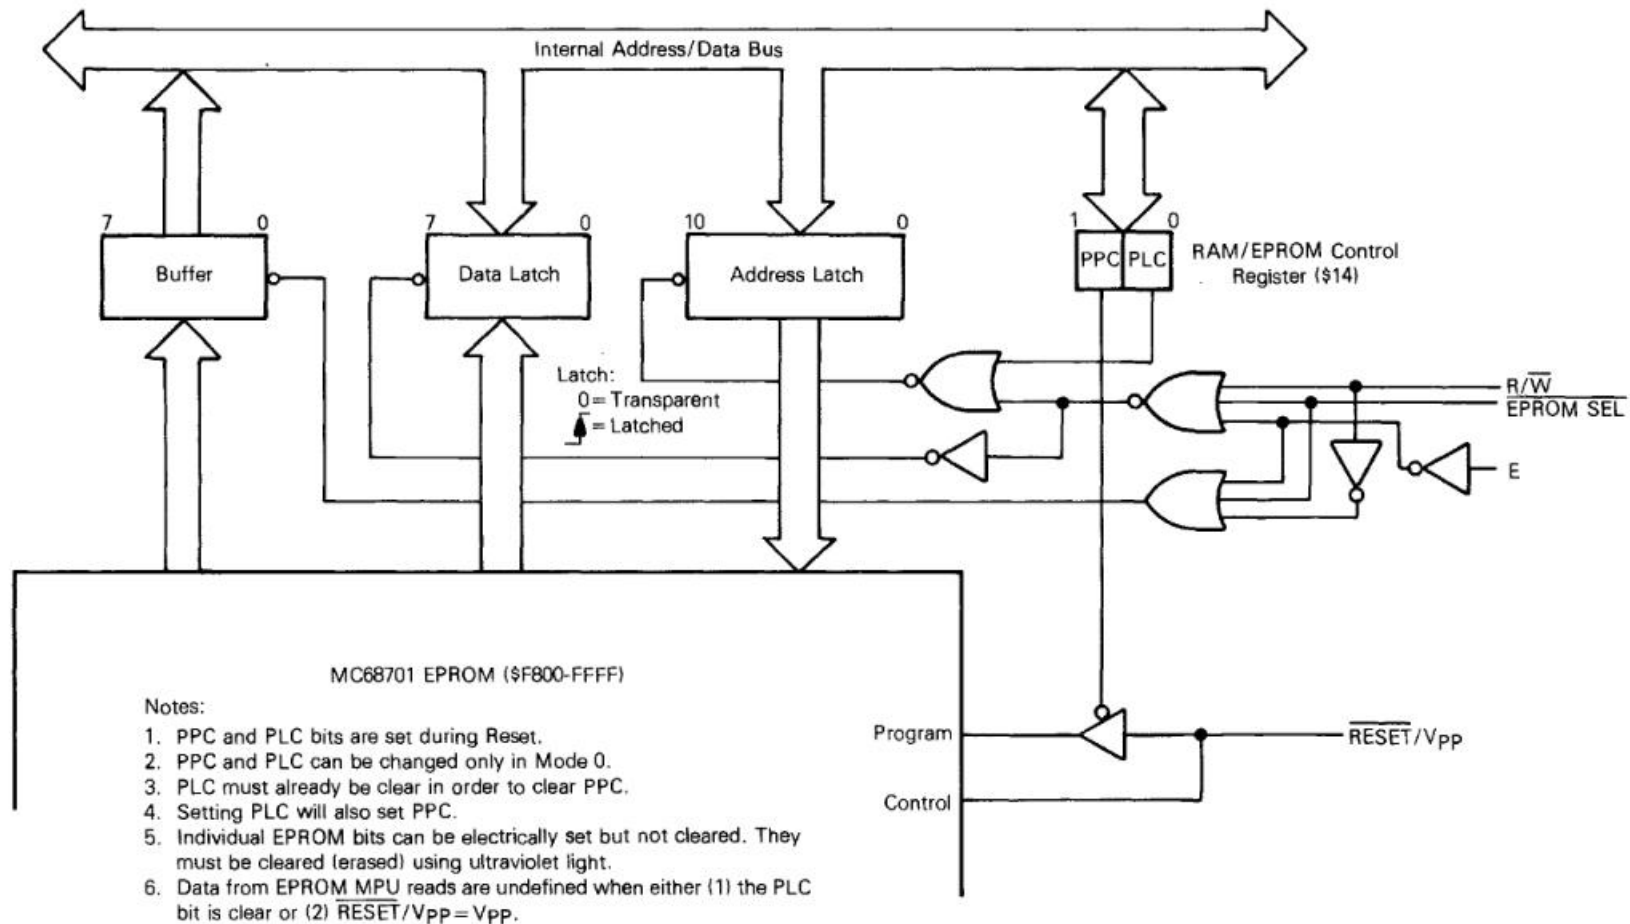 Internal Address/Data Bus
7 0
7 0
10 0
1 0
Buffer
Data Latch
Address Latch
PPC PLC
RAM/EPROM Control
Register ($14)
Latch:
0= Transparent
= Latched
R/W̅
E̅P̅R̅O̅M̅ ̅S̅E̅L̅
E
MC68701 EPROM ($F800-FFFF)
Notes:
1. PPC and PLC bits are set during Reset.
2. PPC and PLC can be changed only in Mode 0.
3. PLC must already be clear in order to clear PPC.
4. Setting PLC will also set PPC.
5. Individual EPROM bits can be electrically set but not cleared. They
must be cleared (erased) using ultraviolet light.
6. Data from EPROM MPU reads are undefined when either (1) the PLC
bit is clear or (2) R̅E̅S̅E̅T̅/VPP=VPP.
Program
Control
R̅E̅S̅E̅T̅/VPP